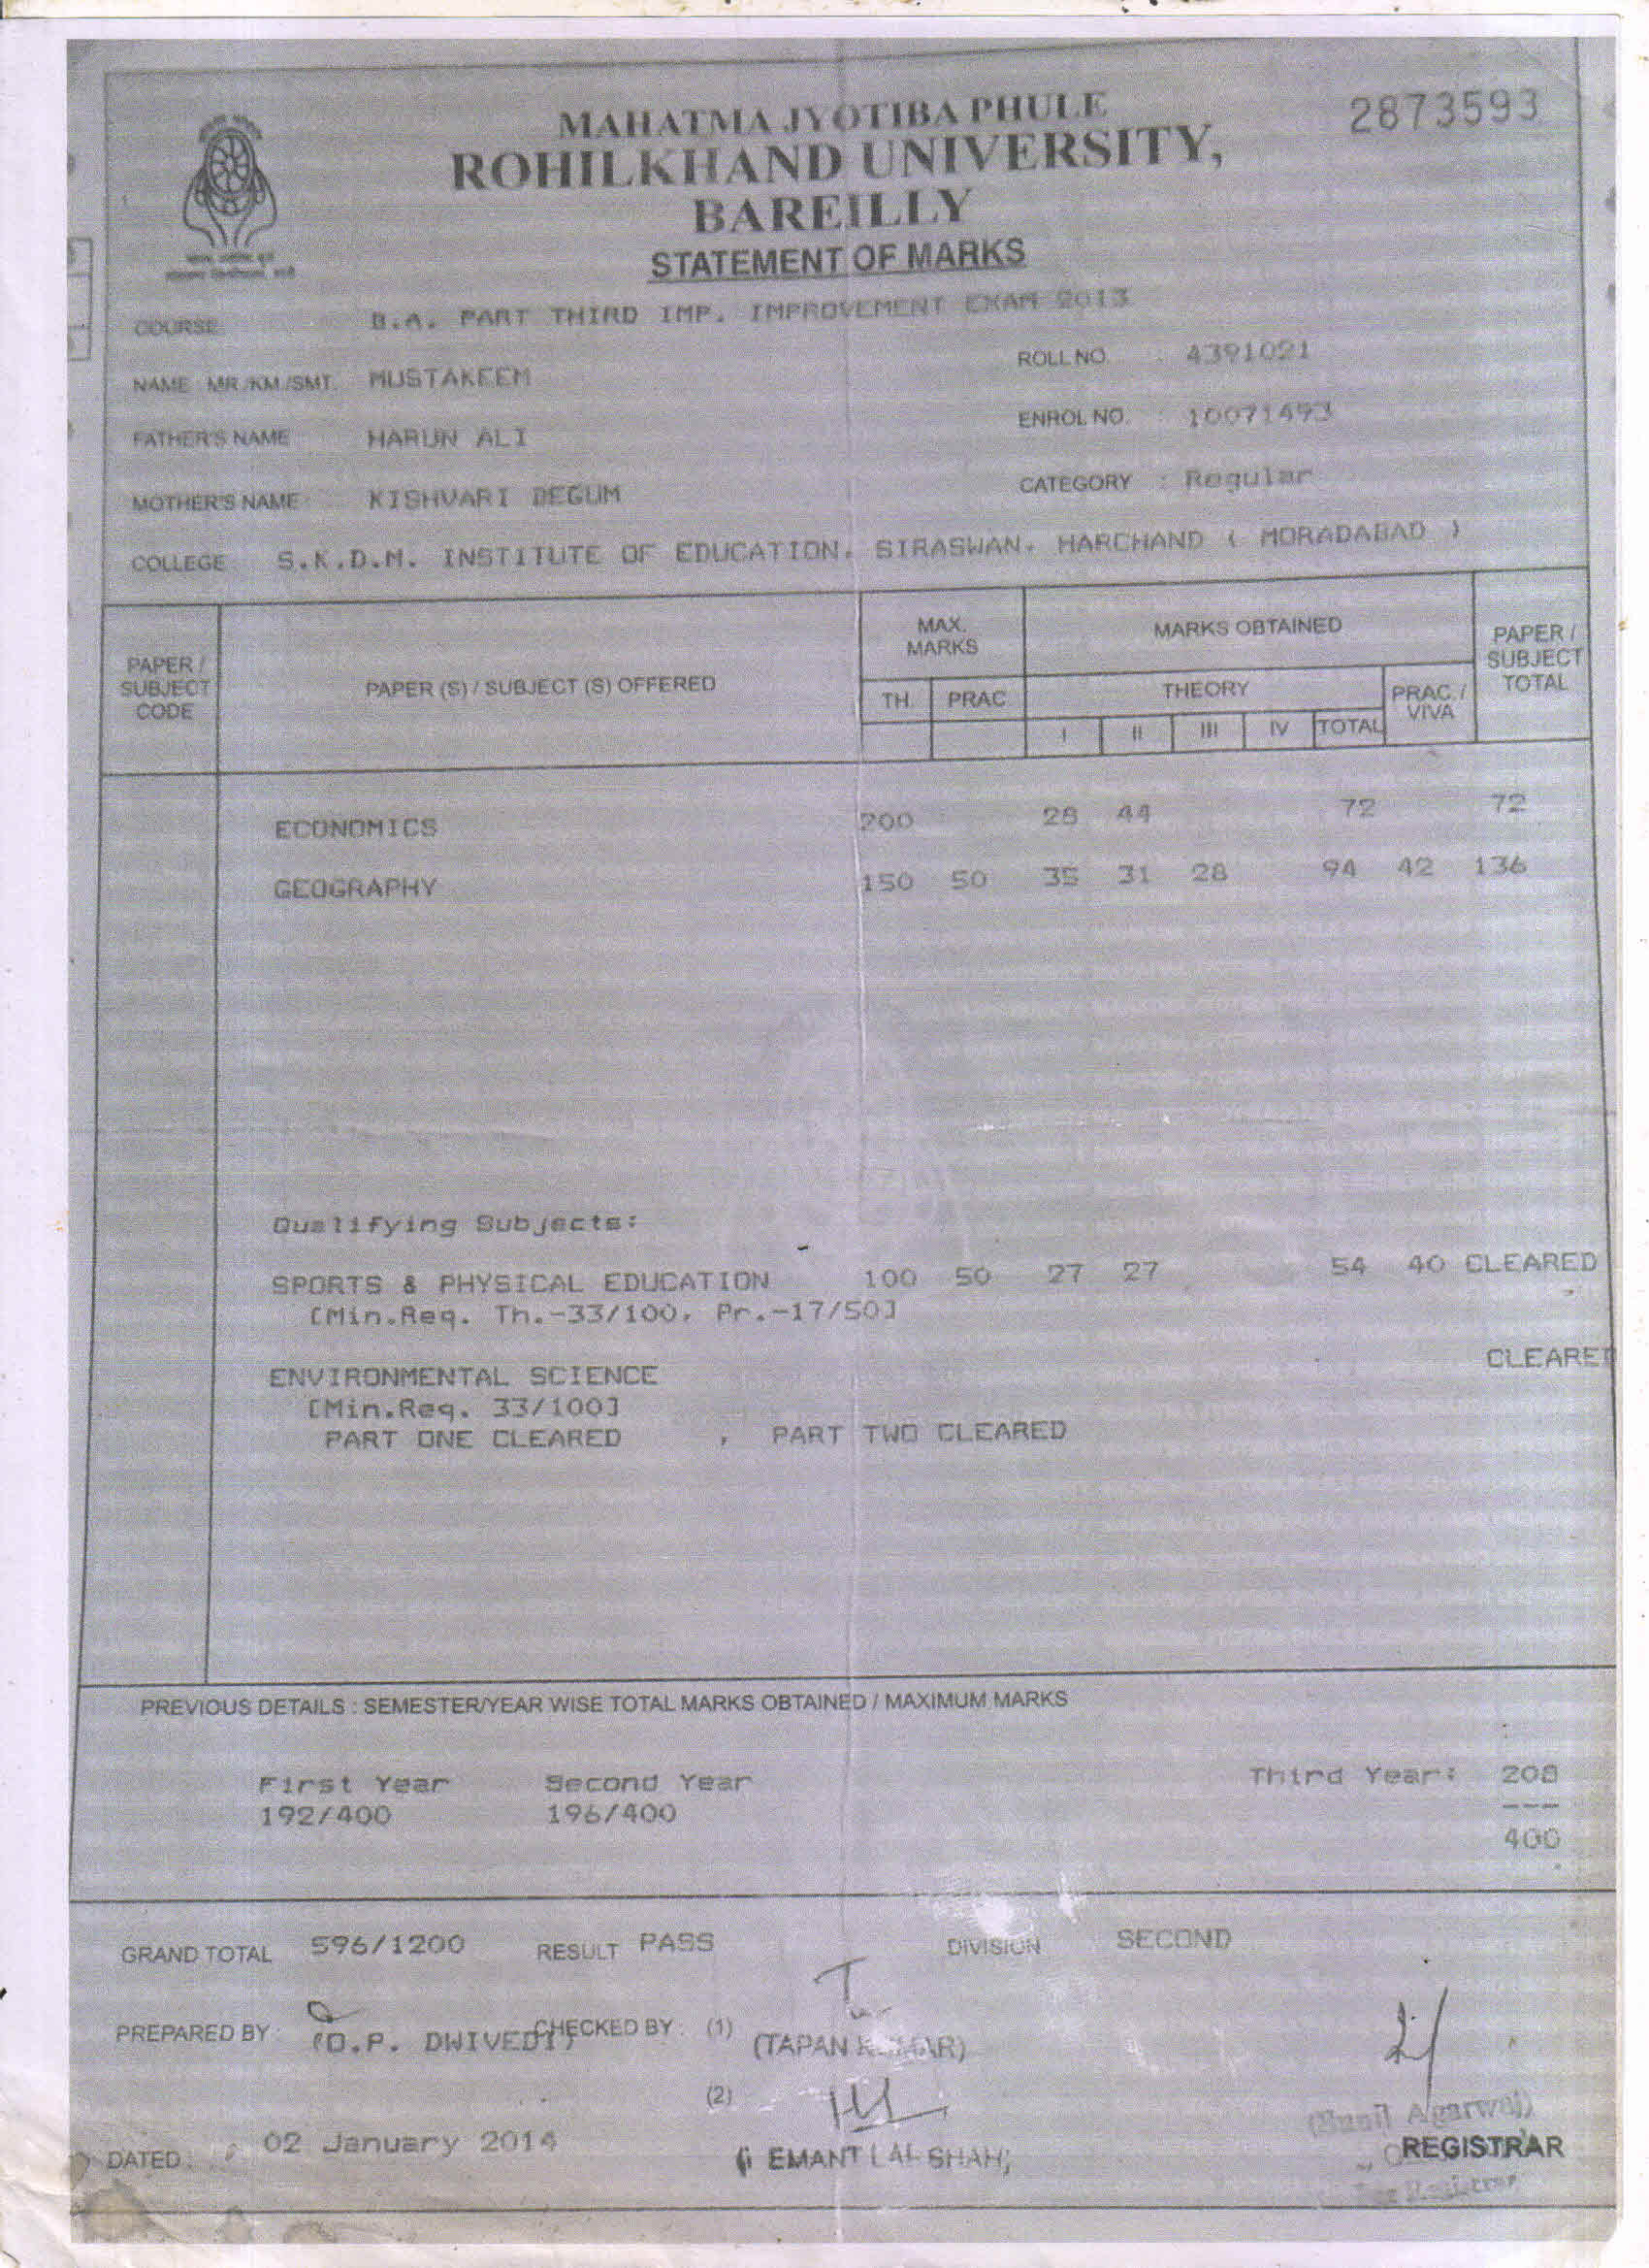 MAHATMA JYOTIBA PHULE
2873593
ROHILKHAND UNIVERSITY,
BAREILLY
STATEMENT OF MARKS
COURSE B.A. PART THIRD IMP. IMPROVEMENT EXAM 2013
ROLL NO. : 4391021
NAME MR./KM./SMT. MUSTAKEEM
ENROL NO. : 10071493
FATHER'S NAME HARUN ALI
CATEGORY : Regular
MOTHER'S NAME KISHVARI BEGUM
COLLEGE S.K.D.M. INSTITUTE OF EDUCATION, SIRASWAN, HARCHAND ( MORADABAD )
PAPER / SUBJECT CODE
PAPER (S) / SUBJECT (S) OFFERED
MAX. MARKS
MARKS OBTAINED
PAPER / SUBJECT TOTAL
TH. PRAC THEORY PRAC. / VIVA
I II III IV TOTAL
ECONOMICS 200 28 44 72 72
GEOGRAPHY 150 50 35 31 28 94 42 136
Qualifying Subjects:
SPORTS & PHYSICAL EDUCATION 100 50 27 27 54 40 CLEARED
[Min.Req. Th.-33/100, Pr.-17/50]
ENVIRONMENTAL SCIENCE CLEARED
[Min.Req. 33/100]
PART ONE CLEARED , PART TWO CLEARED
PREVIOUS DETAILS : SEMESTER/YEAR WISE TOTAL MARKS OBTAINED / MAXIMUM MARKS
First Year Second Year Third Year: 208
192/400 196/400 ---
400
GRAND TOTAL 596/1200 RESULT PASS DIVISION SECOND
PREPARED BY : (O.P. DWIVEDI) CHECKED BY : (1) (TAPAN KUMAR)
(2)
(Sunil Agarwal)
DATED : 02 January 2014 EMANT LAL SHAH) REGISTRAR